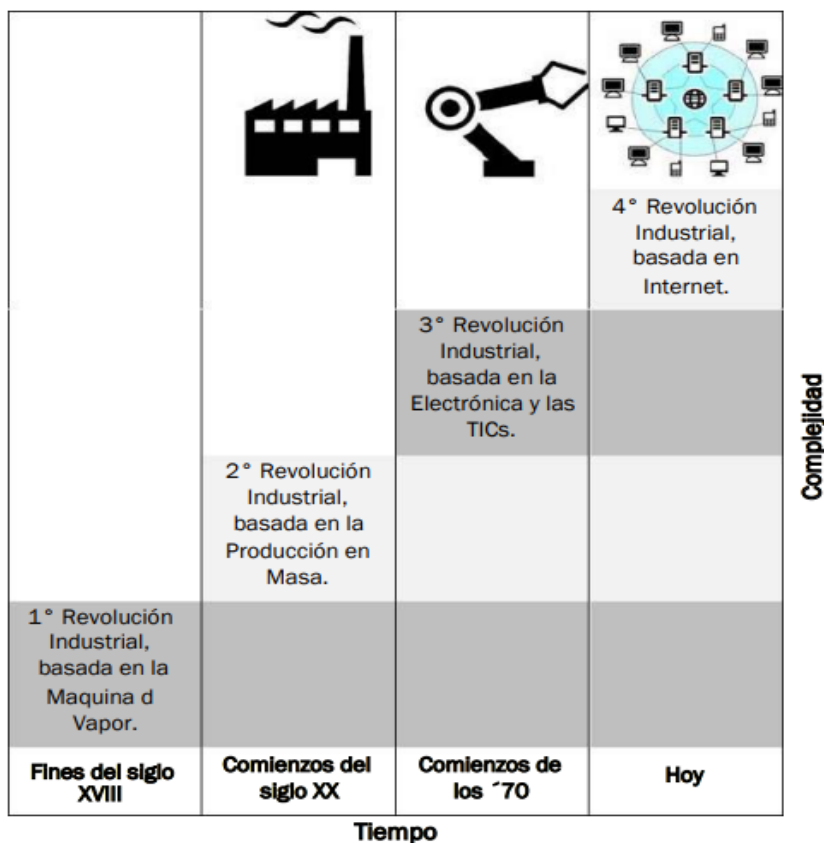 4° Revolución
Industrial,
basada en
Internet.
3° Revolución
Industrial,
basada en la
Electrónica y las
TICs.
2° Revolución
Industrial,
basada en la
Producción en
Masa.
1° Revolución
Industrial,
basada en la
Maquina d
Vapor.
Fines del siglo
XVIII
Comienzos del
siglo XX
Comienzos de
los ´70
Hoy
Tiempo
Complejidad